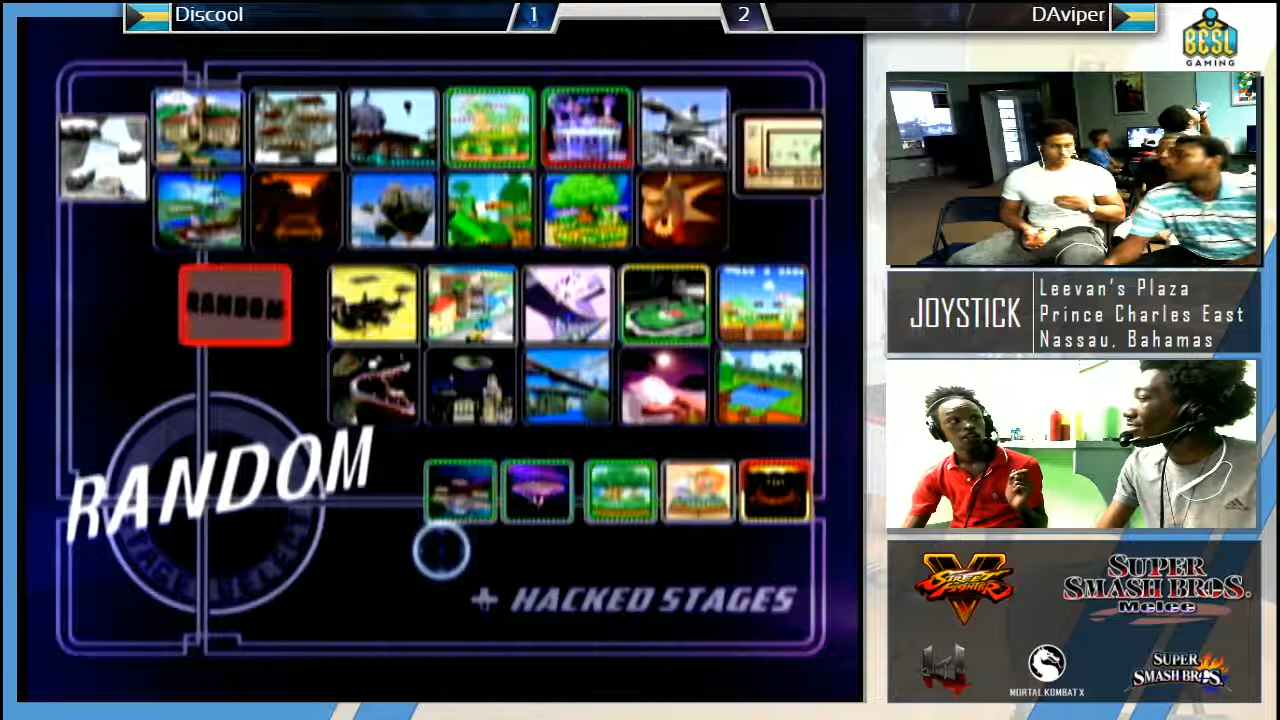 Discool
1
2
DAviper
BESL
GAMING
RANDOM
RANDOM
+ HACKED STAGES
JOYSTICK
Leevan's Plaza
Prince Charles East
Nassau, Bahamas
STREET FIGHTER
V
SUPER
SMASH BROS.
Melee
MORTAL KOMBAT X
SUPER
SMASH BROS.